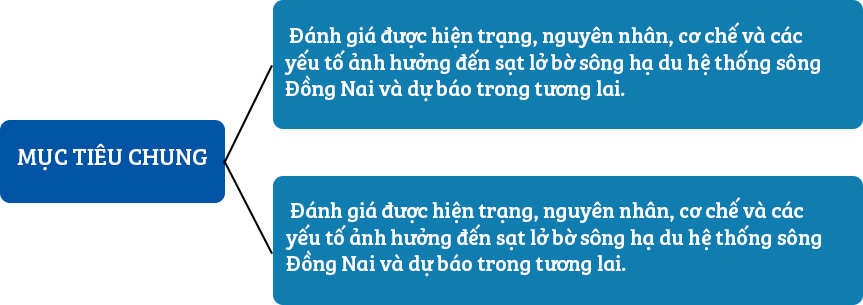 Đánh giá được hiện trạng, nguyên nhân, cơ chế và các
yếu tố ảnh hưởng đến sạt lở bờ sông hạ du hệ thống sông
Đồng Nai và dự báo trong tương lai.
MỤC TIÊU CHUNG
Đánh giá được hiện trạng, nguyên nhân, cơ chế và các
yếu tố ảnh hưởng đến sạt lở bờ sông hạ du hệ thống sông
Đồng Nai và dự báo trong tương lai.